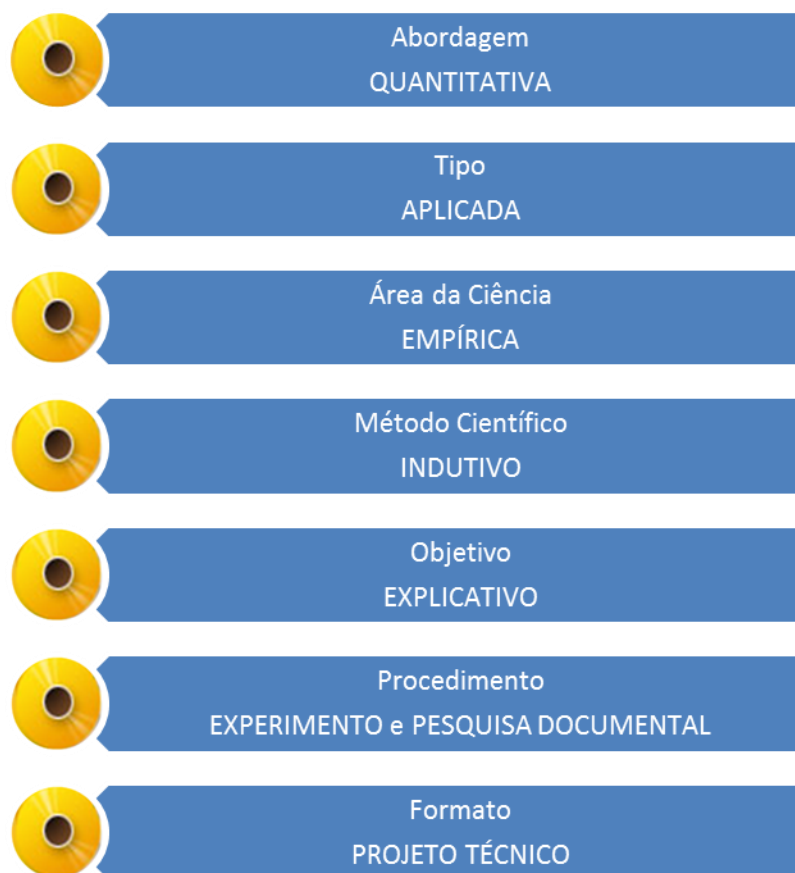 Abordagem
QUANTITATIVA
Tipo
APLICADA
Área da Ciência
EMPÍRICA
Método Científico
INDUTIVO
Objetivo
EXPLICATIVO
Procedimento
EXPERIMENTO e PESQUISA DOCUMENTAL
Formato
PROJETO TÉCNICO